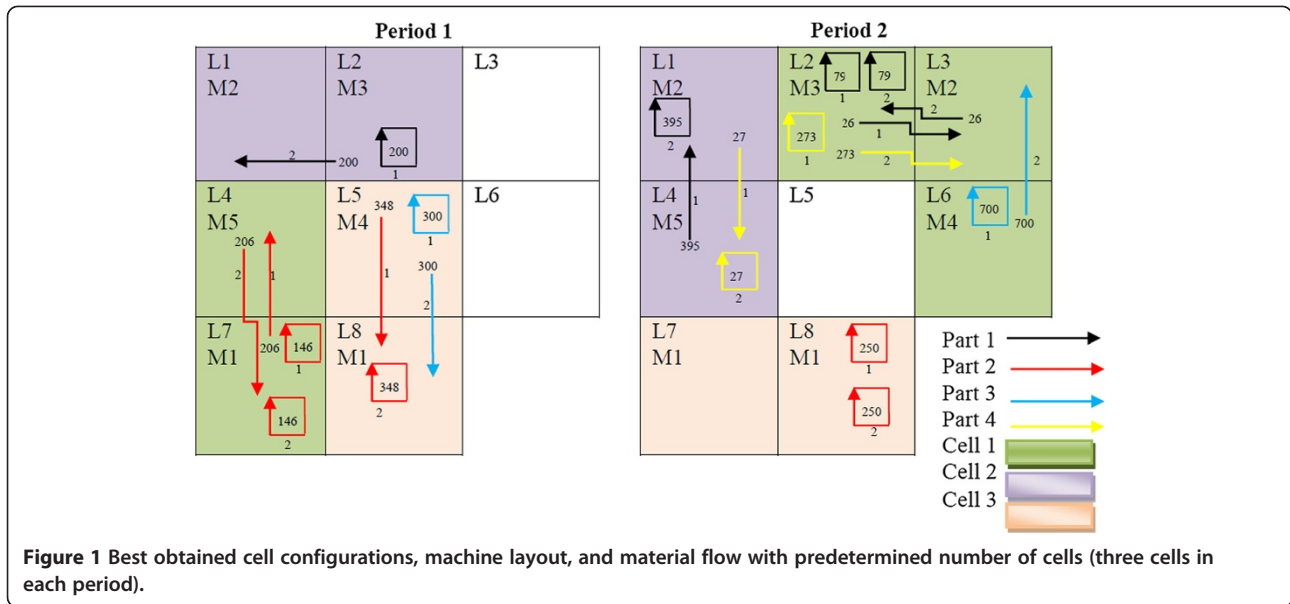 Period 1
L1
M2
L2
M3
L3
200
1
2
200
L4
M5
206
2
1
L5
M4
348
300
1
1
300
2
L6
L7
M1
206
146
1
146
2
L8
M1
348
2
Period 2
L1
M2
395
2
27
L2
M3
79
1
79
2
273
1
26
1
273
2
L3
M2
2
26
2
L4
M5
1
395
1
27
2
L5
L6
M4
700
1
700
L7
M1
L8
M1
250
1
250
2
Part 1
Part 2
Part 3
Part 4
Cell 1
Cell 2
Cell 3
Figure 1 Best obtained cell configurations, machine layout, and material flow with predetermined number of cells (three cells in
each period).